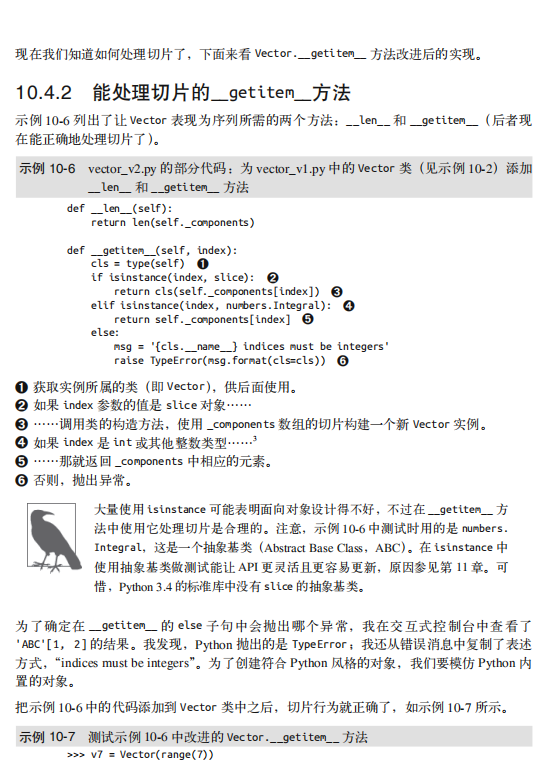 现在我们知道如何处理切片了，下面来看 Vector.__getitem__ 方法改进后的实现。
10.4.2 能处理切片的__getitem__方法
示例 10-6 列出了让 Vector 表现为序列所需的两个方法：__len__ 和 __getitem__（后者现
在能正确地处理切片了）。
示例 10-6 vector_v2.py 的部分代码：为 vector_v1.py 中的 Vector 类（见示例 10-2）添加
__len__ 和 __getitem__ 方法
def __len__(self):
return len(self._components)
def __getitem__(self, index):
cls = type(self) ❶
if isinstance(index, slice): ❷
return cls(self._components[index]) ❸
elif isinstance(index, numbers.Integral): ❹
return self._components[index] ❺
else:
msg = '{cls.__name__} indices must be integers'
raise TypeError(msg.format(cls=cls)) ❻
❶ 获取实例所属的类（即 Vector），供后面使用。
❷ 如果 index 参数的值是 slice 对象……
❸ ……调用类的构造方法，使用 _components 数组的切片构建一个新 Vector 实例。
❹ 如果 index 是 int 或其他整数类型……3
❺ ……那就返回 _components 中相应的元素。
❻ 否则，抛出异常。
大量使用 isinstance 可能表明面向对象设计得不好，不过在 __getitem__ 方
法中使用它处理切片是合理的。注意，示例 10-6 中测试时用的是 numbers.
Integral，这是一个抽象基类（Abstract Base Class，ABC）。在 isinstance 中
使用抽象基类做测试能让 API 更灵活且更容易更新，原因参见第 11 章。可
惜，Python 3.4 的标准库中没有 slice 的抽象基类。
为了确定在 __getitem__ 的 else 子句中会抛出哪个异常，我在交互式控制台中查看了
'ABC'[1, 2] 的结果。我发现，Python 抛出的是 TypeError；我还从错误消息中复制了表述
方式，“indices must be integers”。为了创建符合 Python 风格的对象，我们要模仿 Python 内
置的对象。
把示例 10-6 中的代码添加到 Vector 类中之后，切片行为就正确了，如示例 10-7 所示。
示例 10-7 测试示例 10-6 中改进的 Vector.__getitem__ 方法
>>> v7 = Vector(range(7))